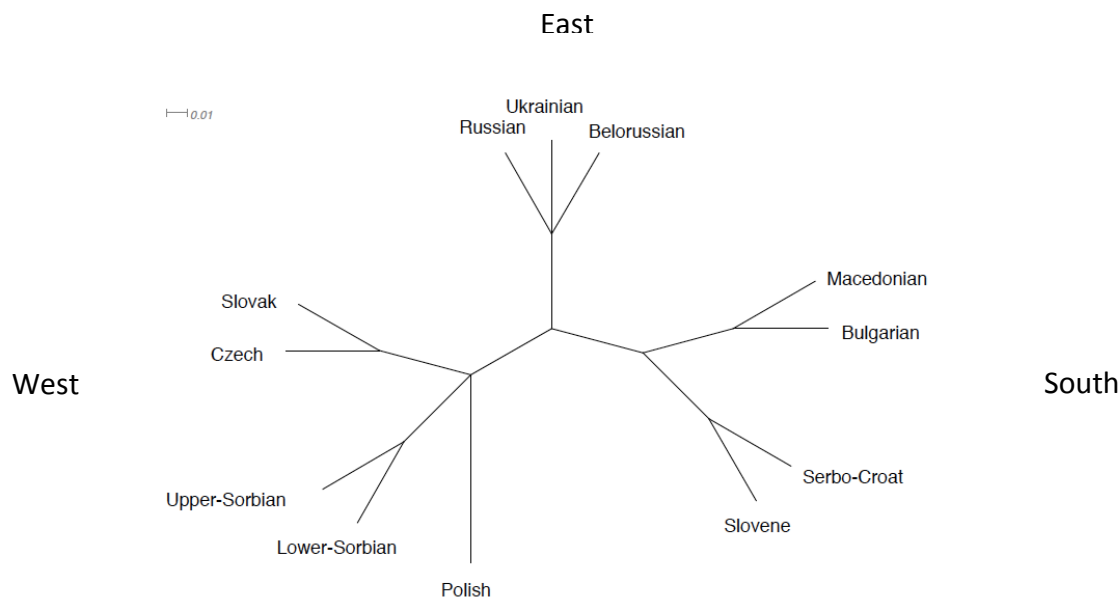 East
0.01
Ukrainian
Russian
Belorussian
Macedonian
Slovak
Bulgarian
Czech
West
South
Serbo-Croat
Upper-Sorbian
Slovene
Lower-Sorbian
Polish